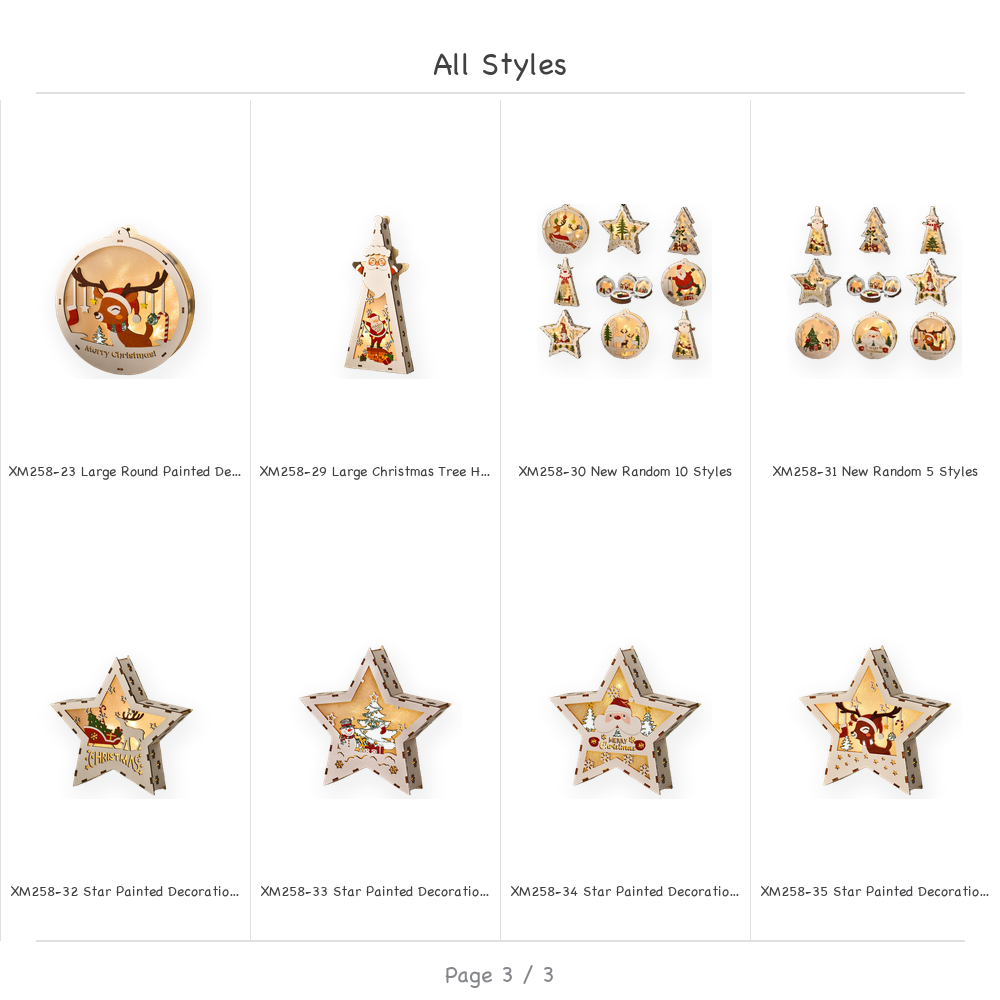 All Styles
Merry Christmas!
XM258-23 Large Round Painted De...
XM258-29 Large Christmas Tree H...
XM258-30 New Random 10 Styles
XM258-31 New Random 5 Styles
CHRISTMAS
MERRY
Christmas
XM258-32 Star Painted Decoratio...
XM258-33 Star Painted Decoratio...
XM258-34 Star Painted Decoratio...
XM258-35 Star Painted Decoratio...
Page 3 / 3